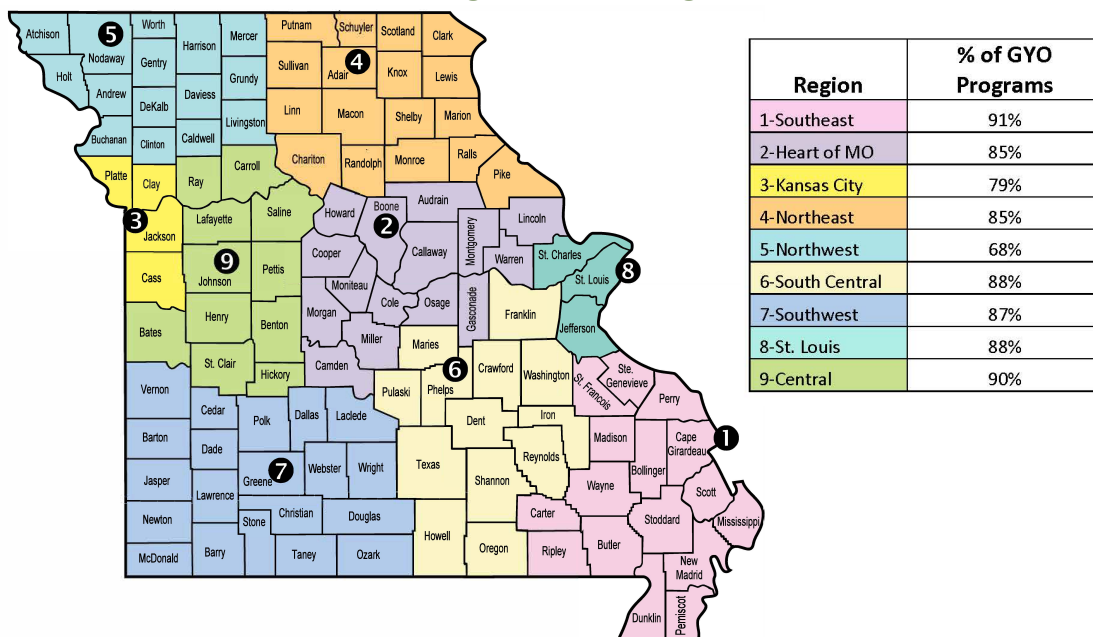 Atchison
Nodaway
5
Worth
Harrison
Mercer
Putnam
Schuyler
Scotland
Clark
Holt
Gentry
Sullivan
Adair
4
Knox
Lewis
Andrew
DeKalb
Daviess
Grundy
Linn
Macon
Shelby
Marion
Buchanan
Clinton
Caldwell
Livingston
Chariton
Randolph
Monroe
Ralls
Pike
Platte
Clay
Ray
Carroll
3
Jackson
Lafayette
Saline
Howard
Boone
2
Audrain
Callaway
Montgomery
Lincoln
Warren
St. Charles
St. Louis
8
Cass
9
Johnson
Pettis
Cooper
Moniteau
Cole
Osage
Gasconade
Franklin
Jefferson
Bates
Henry
Benton
Morgan
Miller
Maries
St. Clair
Hickory
Camden
Pulaski
Phelps
6
Crawford
Washington
St. Francois
Ste.
Genevieve
Perry
Vernon
Cedar
Polk
Dallas
Laclede
Dent
Iron
Barton
Dade
Greene
7
Webster
Wright
Texas
Reynolds
Madison
Bollinger
Cape
Girardeau
1
Jasper
Lawrence
Shannon
Wayne
Scott
Newton
Stone
Christian
Douglas
Howell
Carter
Stoddard
Mississippi
McDonald
Barry
Taney
Ozark
Oregon
Ripley
Butler
New
Madrid
Dunklin
Pemiscot
Region % of GYO
Programs
1-Southeast 91%
2-Heart of MO 85%
3-Kansas City 79%
4-Northeast 85%
5-Northwest 68%
6-South Central 88%
7-Southwest 87%
8-St. Louis 88%
9-Central 90%